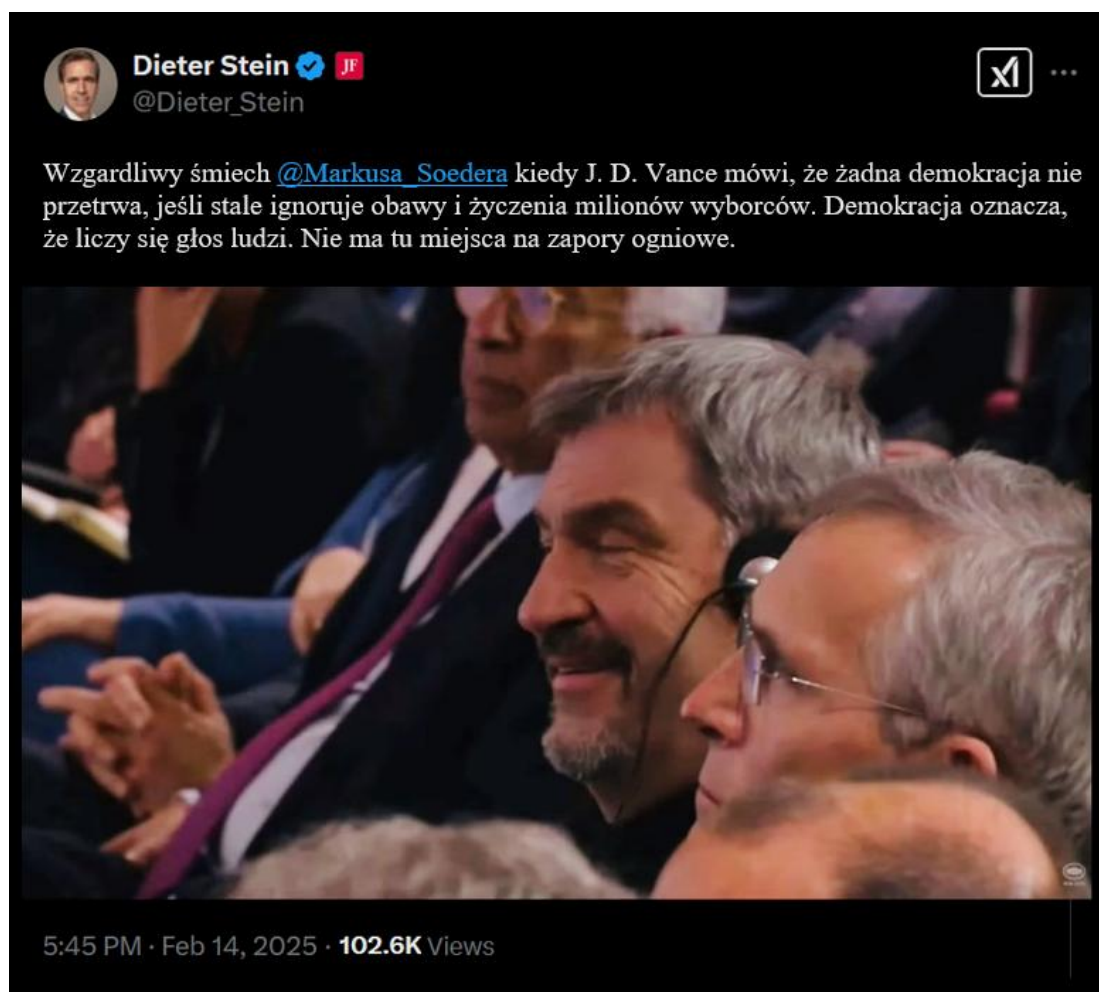 Dieter Stein JF
@Dieter_Stein
Wzgardliwy śmiech @Markusa_Soedera kiedy J. D. Vance mówi, że żadna demokracja nie
przetrwa, jeśli stale ignoruje obawy i życzenia milionów wyborców. Demokracja oznacza,
że liczy się głos ludzi. Nie ma tu miejsca na zapory ogniowe.
5:45 PM · Feb 14, 2025 · 102.6K Views